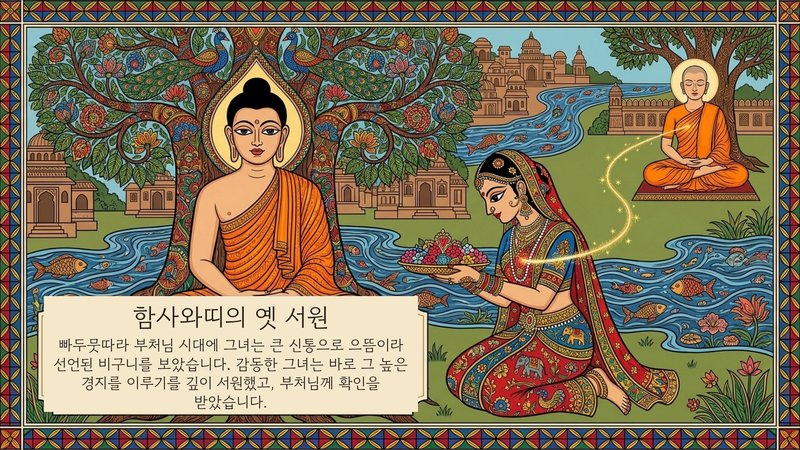 함사와띠의 옛 서원
빠두뭇따라 부처님 시대에 그녀는 큰 신통으로 으뜸이라
선언된 비구니를 보았습니다. 감동한 그녀는 바로 그 높은
경지를 이루기를 깊이 서원했고, 부처님께 확인을
받았습니다.